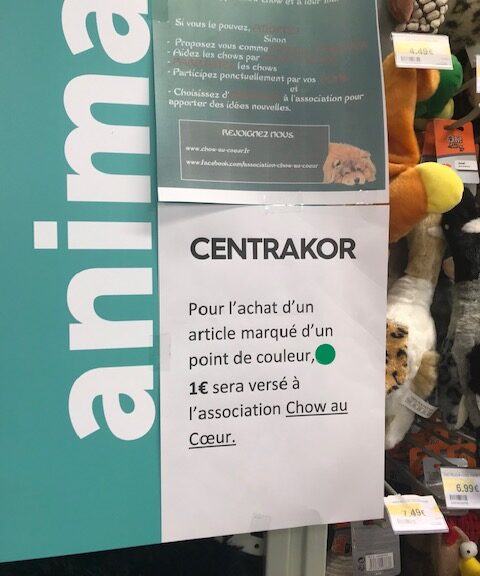 anima
Si vous le pouvez,
Sinon
- Proposez vous comme
- Aidez les chows par
les chows
- Participez ponctuellement par vos
et
- Choisissez d' à l'association pour
apporter des idées nouvelles.
REJOIGNEZ NOUS
www.chow-au-coeur.fr
www.facebook.com/association-chow-au-coeur
CENTRAKOR
Pour l'achat d'un
article marqué d'un
point de couleur,
1€ sera versé à
l'association Chow au
Cœur.
4.49€
6.99€
7.49€